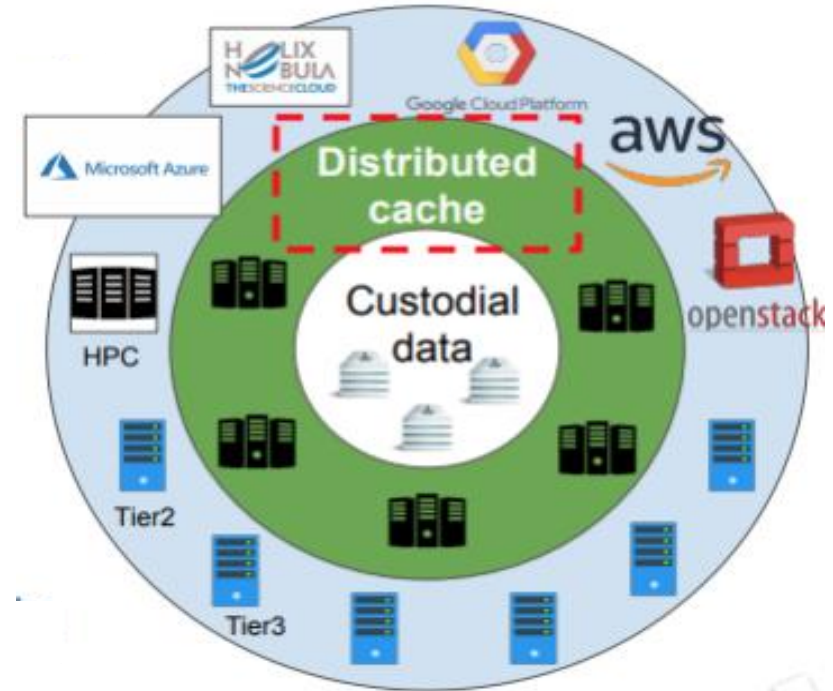 HELIX
NEBULA
THE SCIENCE CLOUD
Google Cloud Platform
Microsoft Azure
aws
Distributed
cache
openstack
Custodial
data
HPC
Tier2
Tier3